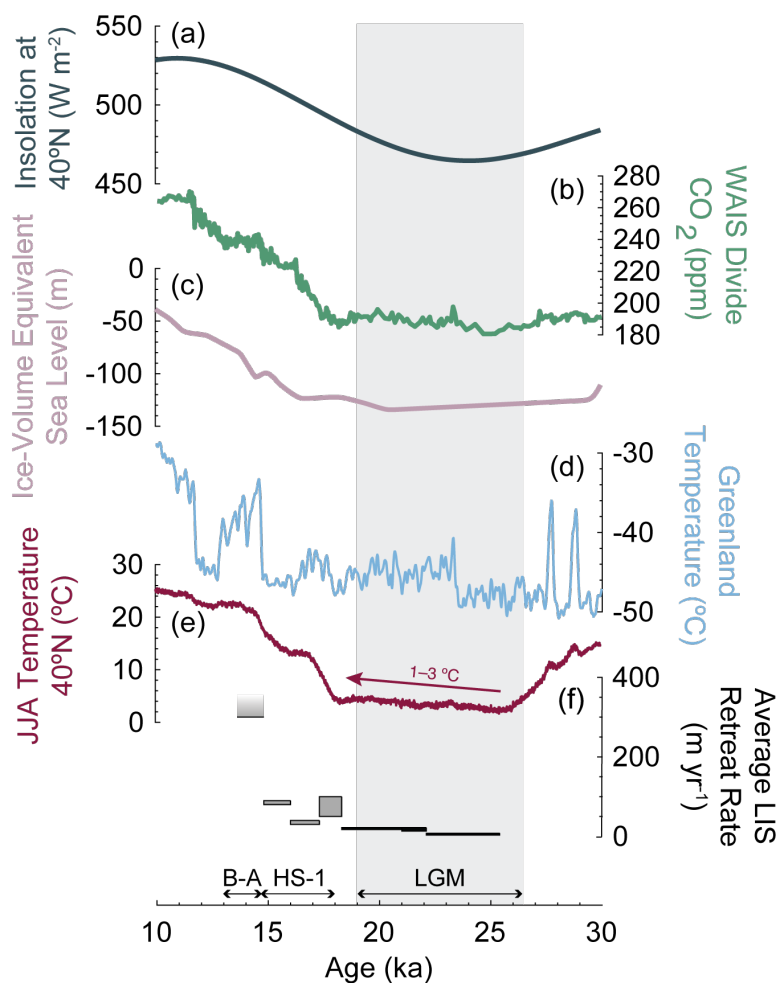 (a)
Insolation at
40ºN (W m-2)
550
500
450
(b)
WAIS Divide
CO2 (ppm)
280
260
240
220
200
180
(c)
Ice-Volume Equivalent
Sea Level (m)
0
-50
-100
-150
(d)
Greenland
Temperature (ºC)
-30
-40
-50
(e)
JJA Temperature
40ºN (ºC)
30
20
10
0
1–3 ºC
(f)
Average LIS
Retreat Rate
(m yr-1)
400
200
0
B-A HS-1 LGM
10 15 20 25 30
Age (ka)